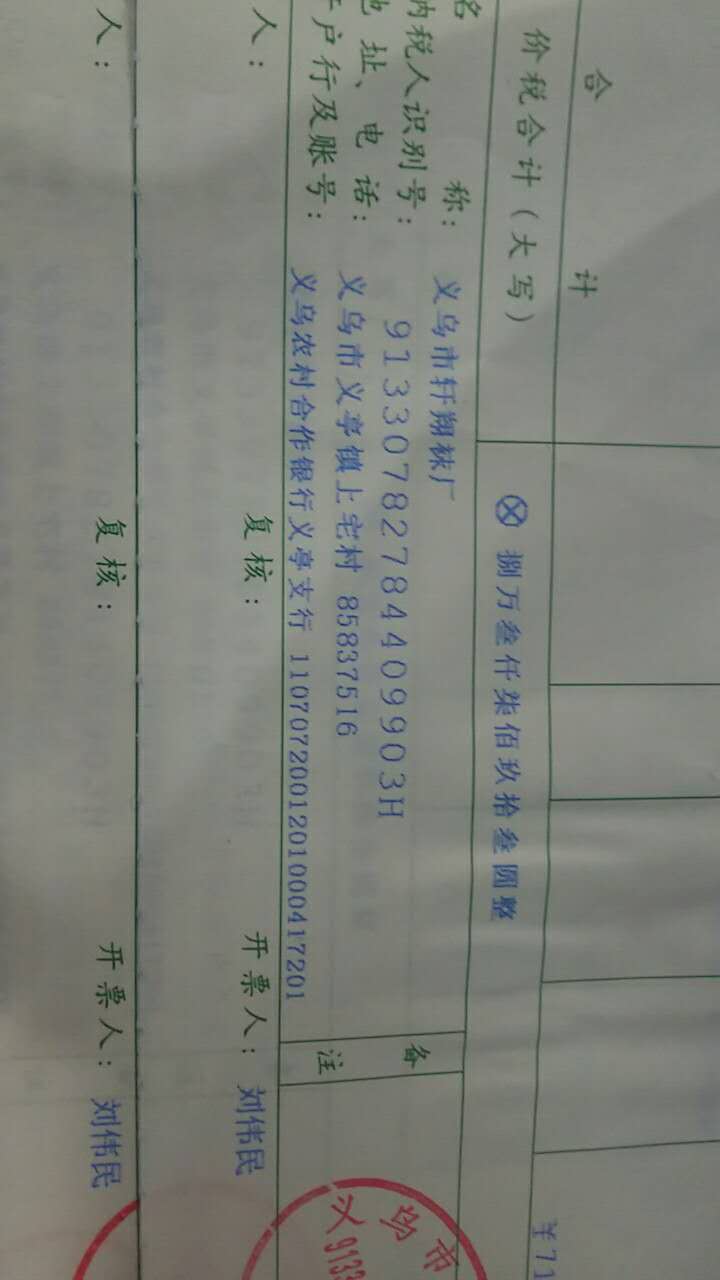 合 计
¥71
价税合计（大写） ⊗ 捌万叁仟柒佰玖拾叁圆整
名 称： 义乌市轩翔袜厂
纳税人识别号： 91330782784409903H
地 址、电 话： 义乌市义亭镇上宅村 85837516
开户行及账号： 义乌农村合作银行义亭支行 1107072001201000417201
备
注
人： 复核： 开票人： 刘伟民
人： 复核： 开票人： 刘伟民
义乌市
9133